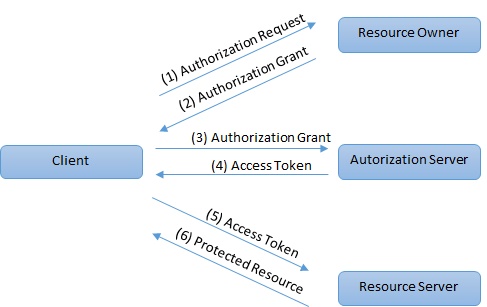 (1) Authorization Request
Resource Owner
(2) Authorization Grant
(3) Authorization Grant
Client
Autorization Server
(4) Access Token
(5) Access Token
(6) Protected Resource
Resource Server